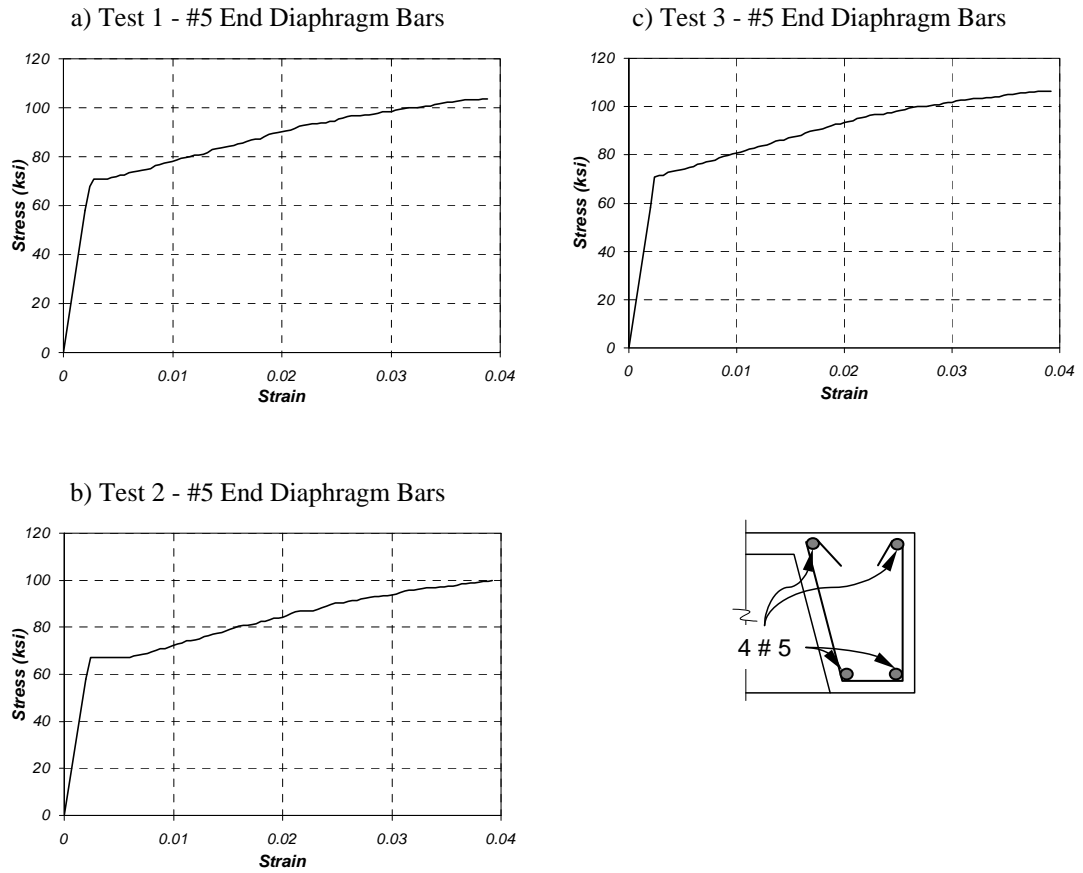 a) Test 1 - #5 End Diaphragm Bars
120
100
80
60
40
20
0
Stress (ksi)
0 0.01 0.02 0.03 0.04
Strain
c) Test 3 - #5 End Diaphragm Bars
120
100
80
60
40
20
0
Stress (ksi)
0 0.01 0.02 0.03 0.04
Strain
b) Test 2 - #5 End Diaphragm Bars
120
100
80
60
40
20
0
Stress (ksi)
0 0.01 0.02 0.03 0.04
Strain
4 # 5